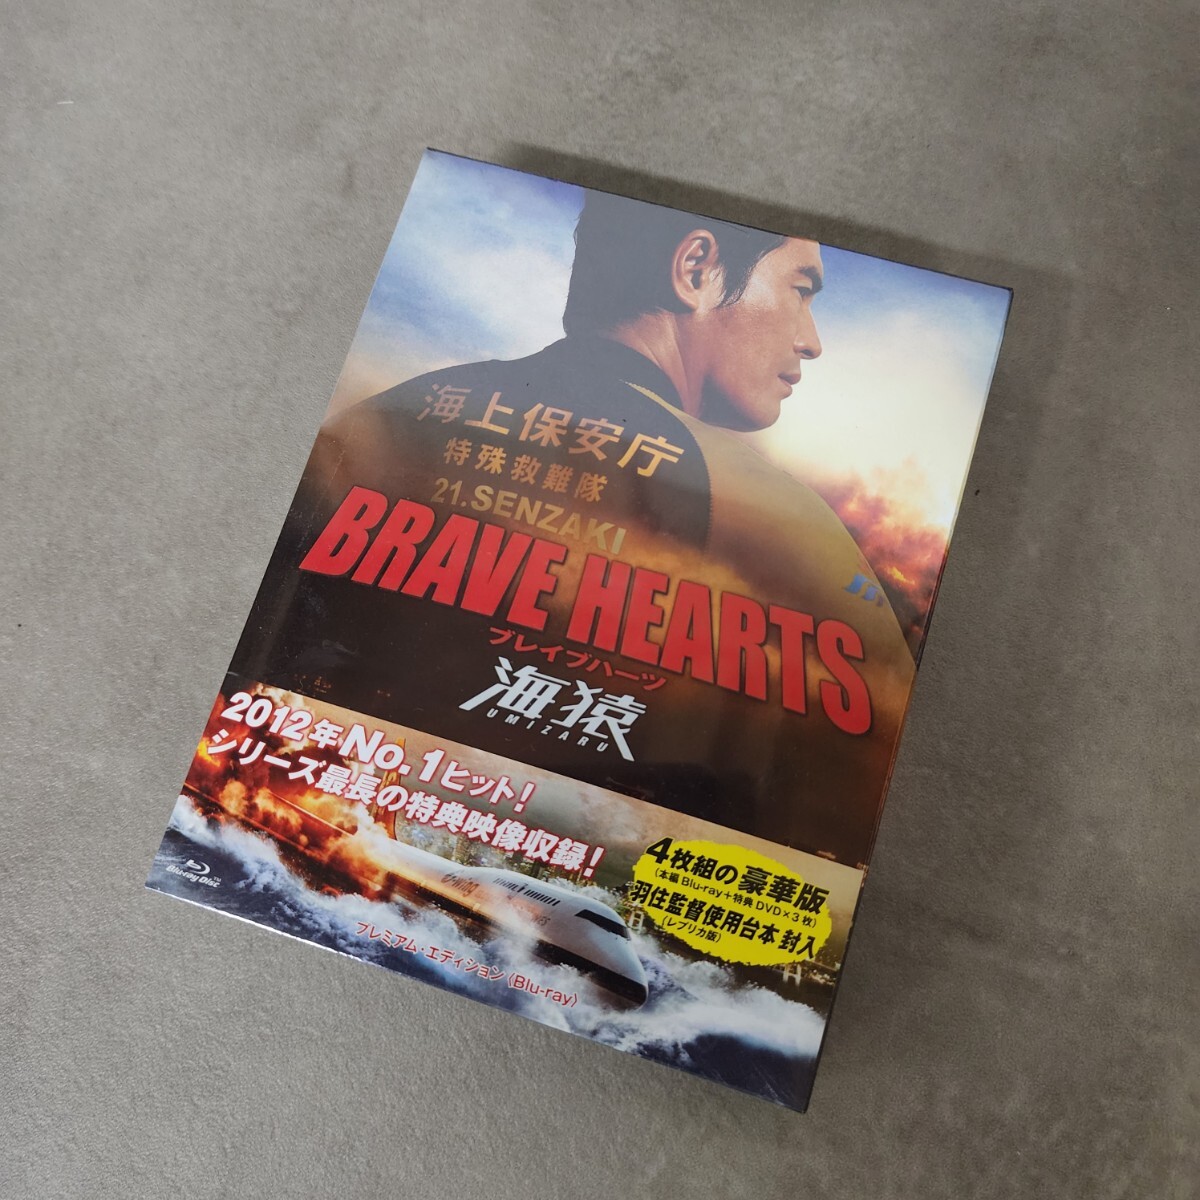 海上保安庁
特殊救難隊
21.SENZAKI
BRAVE HEARTS
ブレイブハーツ
海猿
UMIZARU
2012年No.1ヒット!
シリーズ最長の特典映像収録!
4枚組の豪華版
(本編Blu-ray+特典DVD×3枚)
羽住監督使用台本 封入
(レプリカ版)
Blu-ray Disc
TM
プレミアム・エディション〈Blu-ray〉